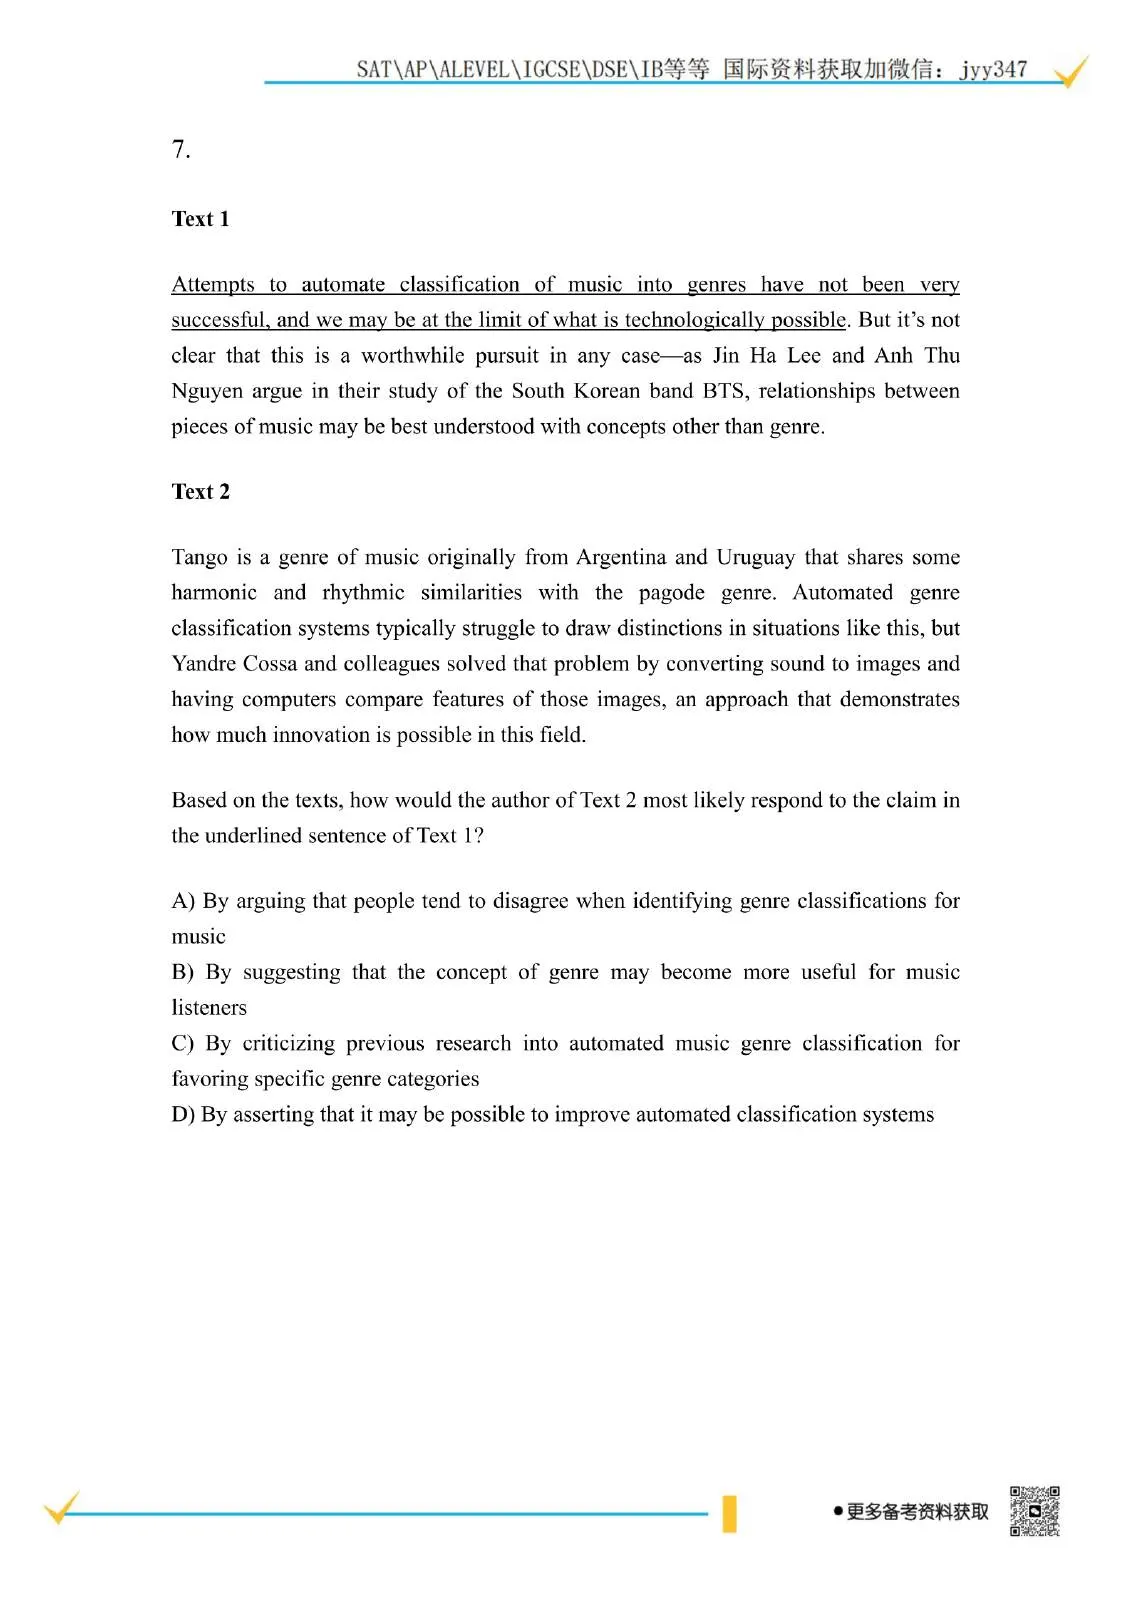 SAT\AP\ALEVEL\IGCSE\DSE\IB等等 国际资料获取加微信：jyy347
7.
Text 1
Attempts to automate classification of music into genres have not been very
successful, and we may be at the limit of what is technologically possible. But it’s not
clear that this is a worthwhile pursuit in any case—as Jin Ha Lee and Anh Thu
Nguyen argue in their study of the South Korean band BTS, relationships between
pieces of music may be best understood with concepts other than genre.
Text 2
Tango is a genre of music originally from Argentina and Uruguay that shares some
harmonic and rhythmic similarities with the pagode genre. Automated genre
classification systems typically struggle to draw distinctions in situations like this, but
Yandre Cossa and colleagues solved that problem by converting sound to images and
having computers compare features of those images, an approach that demonstrates
how much innovation is possible in this field.
Based on the texts, how would the author of Text 2 most likely respond to the claim in
the underlined sentence of Text 1?
A) By arguing that people tend to disagree when identifying genre classifications for
music
B) By suggesting that the concept of genre may become more useful for music
listeners
C) By criticizing previous research into automated music genre classification for
favoring specific genre categories
D) By asserting that it may be possible to improve automated classification systems
●更多备考资料获取